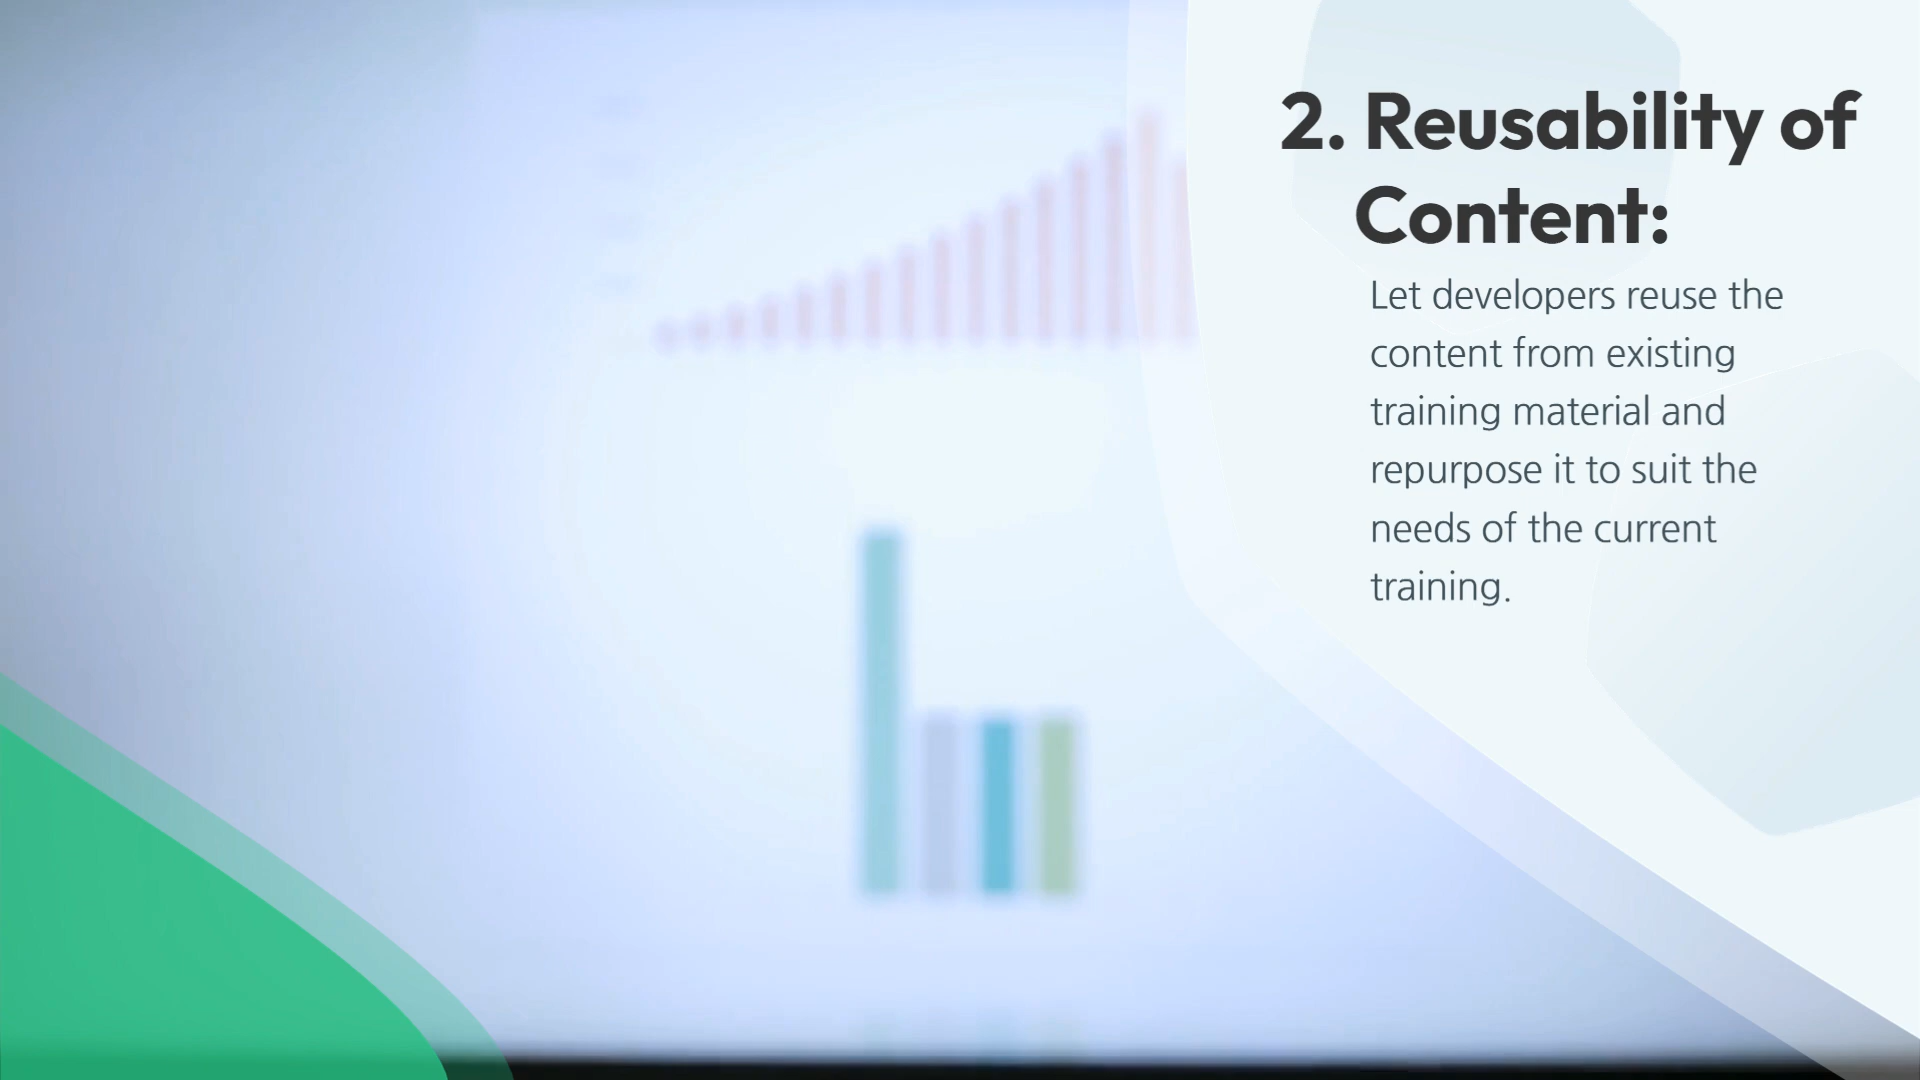 2. Reusability of
Content:
Let developers reuse the
content from existing
training material and
repurpose it to suit the
needs of the current
training.